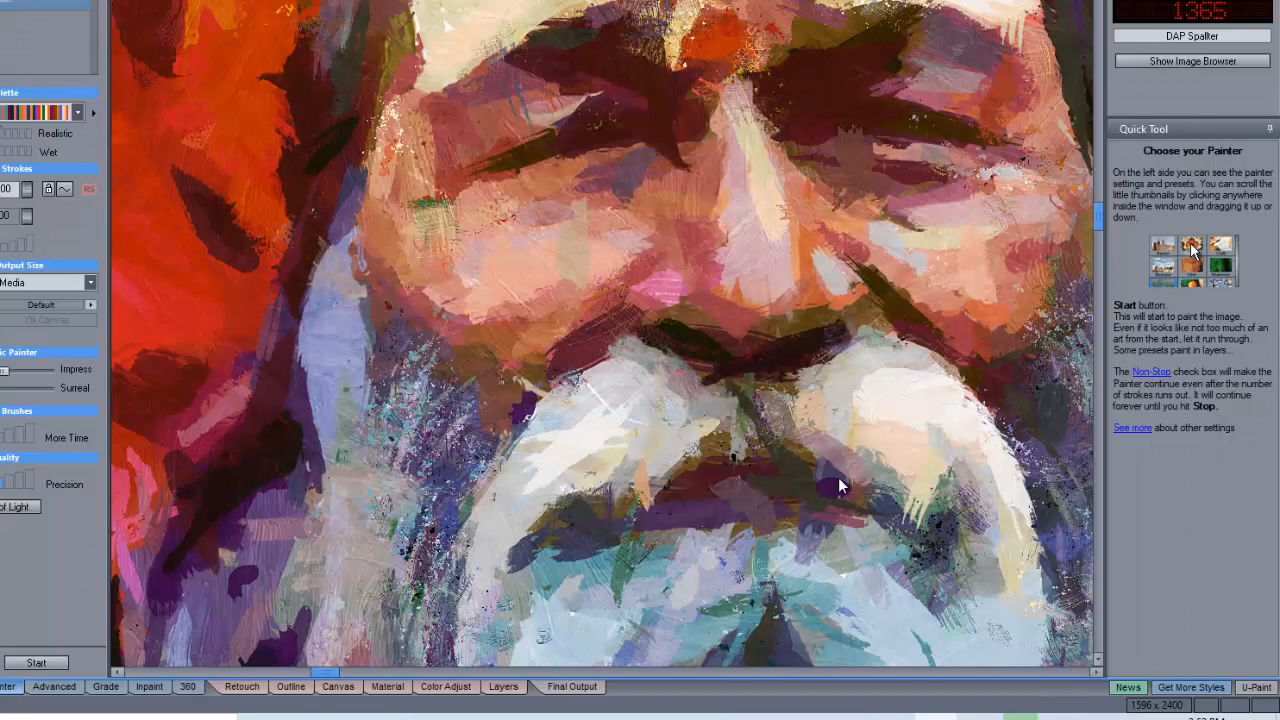 1365
DAP Spallter
Show Image Browser
lette
Realistic
Wet
Strokes
00
RS
00
Output Size
Media
Default
ic Painter
Impress
Surreal
Brushes
More Time
uality
Precision
of Light
Start
Quick Tool
Choose your Painter
On the left side you can see the painter
settings and presets. You can scroll the
little thumbnails by clicking anywhere
inside the window and dragging it up or
down.
Start button.
This will start to paint the image.
Even if it looks like not too much of an
art from the start, let it run through.
Some presets paint in layers...
The Non-Stop check box will make the
Painter continue even after the number
of strokes runs out. It will continue
forever until you hit Stop.
See more about other settings
nter Advanced Grade Inpaint 360 Retouch Outline Canvas Material Color Adjust Layers Final Output News Get More Styles U-Paint
1596 x 2400